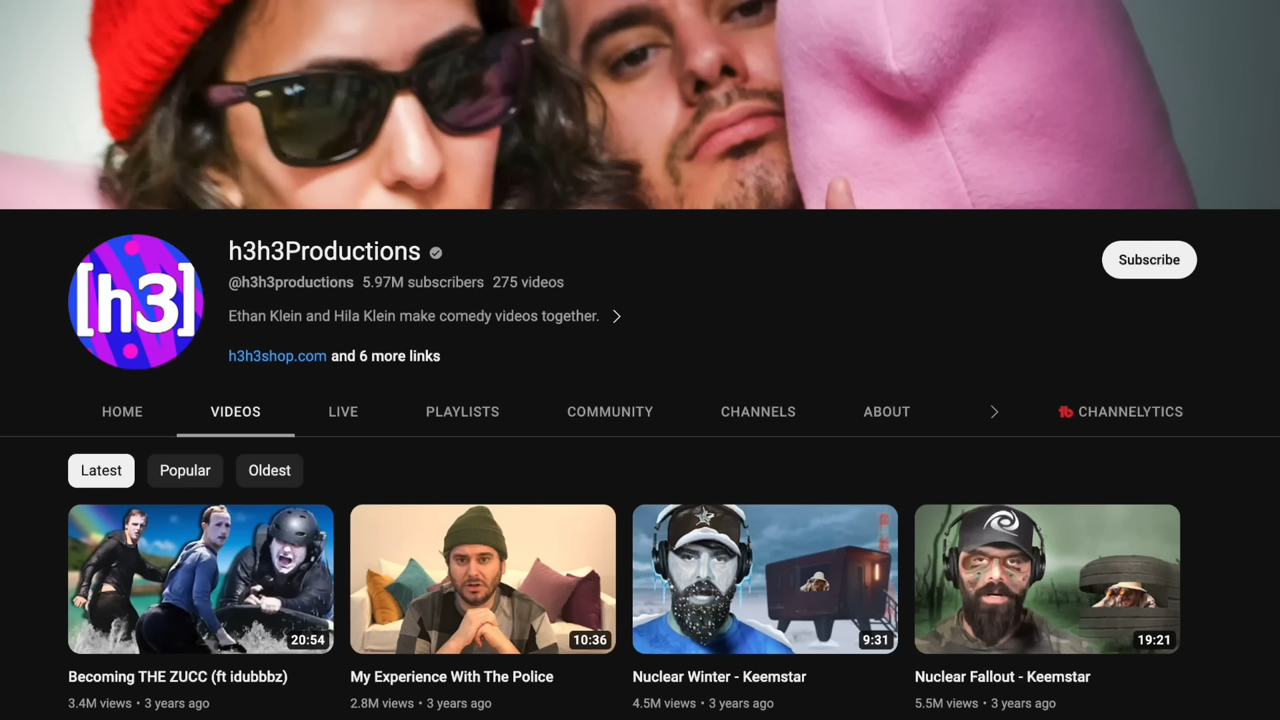 h3h3Productions
@h3h3productions 5.97M subscribers 275 videos
Subscribe
[h3]
Ethan Klein and Hila Klein make comedy videos together.
h3h3shop.com and 6 more links
HOME VIDEOS LIVE PLAYLISTS COMMUNITY CHANNELS ABOUT CHANNELYTICS
Latest Popular Oldest
20:54 10:36 9:31 19:21
Becoming THE ZUCC (ft idubbbz) My Experience With The Police Nuclear Winter - Keemstar Nuclear Fallout - Keemstar
3.4M views • 3 years ago 2.8M views • 3 years ago 4.5M views • 3 years ago 5.5M views • 3 years ago